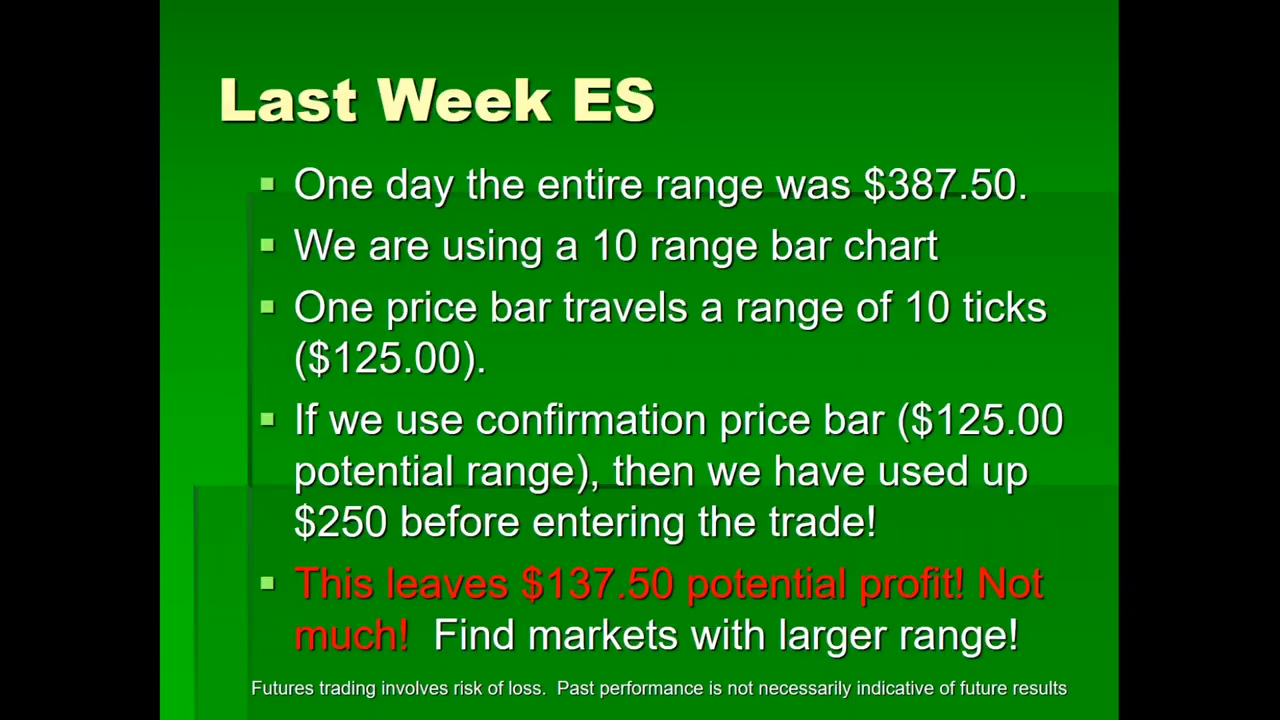 Last Week ES
One day the entire range was $387.50.
We are using a 10 range bar chart
One price bar travels a range of 10 ticks
($125.00).
If we use confirmation price bar ($125.00
potential range), then we have used up
$250 before entering the trade!
This leaves $137.50 potential profit! Not
much!  Find markets with larger range!
Futures trading involves risk of loss.  Past performance is not necessarily indicative of future results